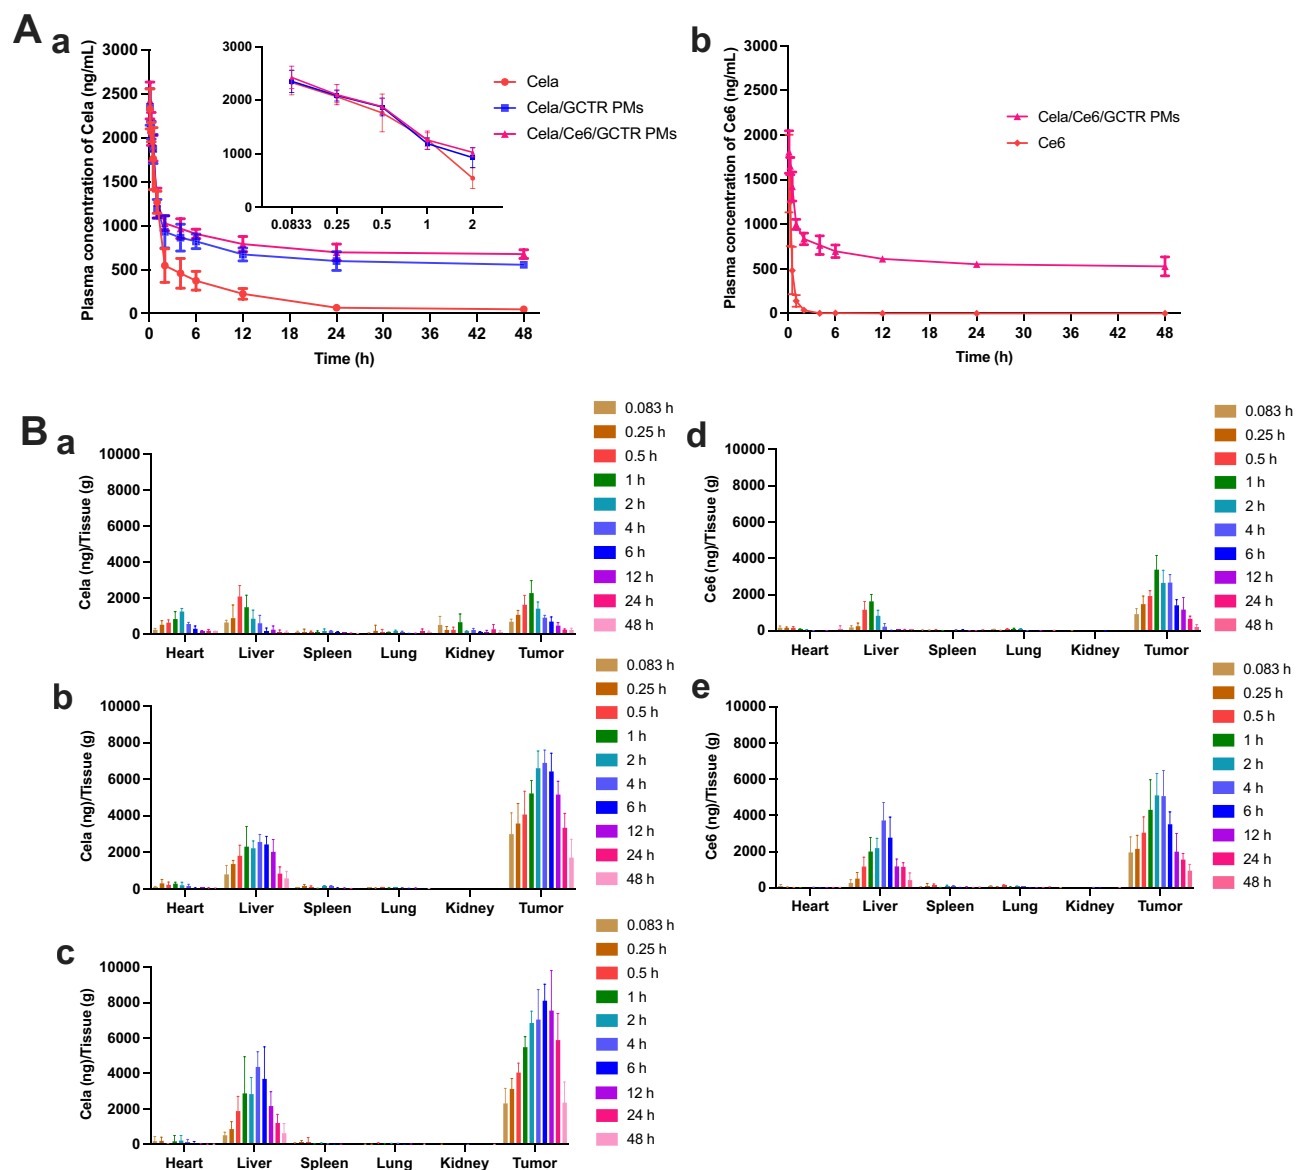 A
a
Plasma concentration of Cela (ng/mL)
3000
2500
2000
1500
1000
500
0
0
6
12
18
24
30
36
42
48
Time (h)
3000
2000
1000
0
0.0833
0.25
0.5
1
2
Cela
Cela/GCTR PMs
Cela/Ce6/GCTR PMs
b
Plasma concentration of Ce6 (ng/mL)
3000
2500
2000
1500
1000
500
0
0
6
12
18
24
30
36
42
48
Time (h)
Cela/Ce6/GCTR PMs
Ce6
B
a
Cela (ng)/Tissue (g)
10000
8000
6000
4000
2000
0
Heart
Liver
Spleen
Lung
Kidney
Tumor
0.083 h
0.25 h
0.5 h
1 h
2 h
4 h
6 h
12 h
24 h
48 h
d
Ce6 (ng)/Tissue (g)
10000
8000
6000
4000
2000
0
Heart
Liver
Spleen
Lung
Kidney
Tumor
0.083 h
0.25 h
0.5 h
1 h
2 h
4 h
6 h
12 h
24 h
48 h
b
Cela (ng)/Tissue (g)
10000
8000
6000
4000
2000
0
Heart
Liver
Spleen
Lung
Kidney
Tumor
0.083 h
0.25 h
0.5 h
1 h
2 h
4 h
6 h
12 h
24 h
48 h
e
Ce6 (ng)/Tissue (g)
10000
8000
6000
4000
2000
0
Heart
Liver
Spleen
Lung
Kidney
Tumor
0.083 h
0.25 h
0.5 h
1 h
2 h
4 h
6 h
12 h
24 h
48 h
c
Cela (ng)/Tissue (g)
10000
8000
6000
4000
2000
0
Heart
Liver
Spleen
Lung
Kidney
Tumor
0.083 h
0.25 h
0.5 h
1 h
2 h
4 h
6 h
12 h
24 h
48 h